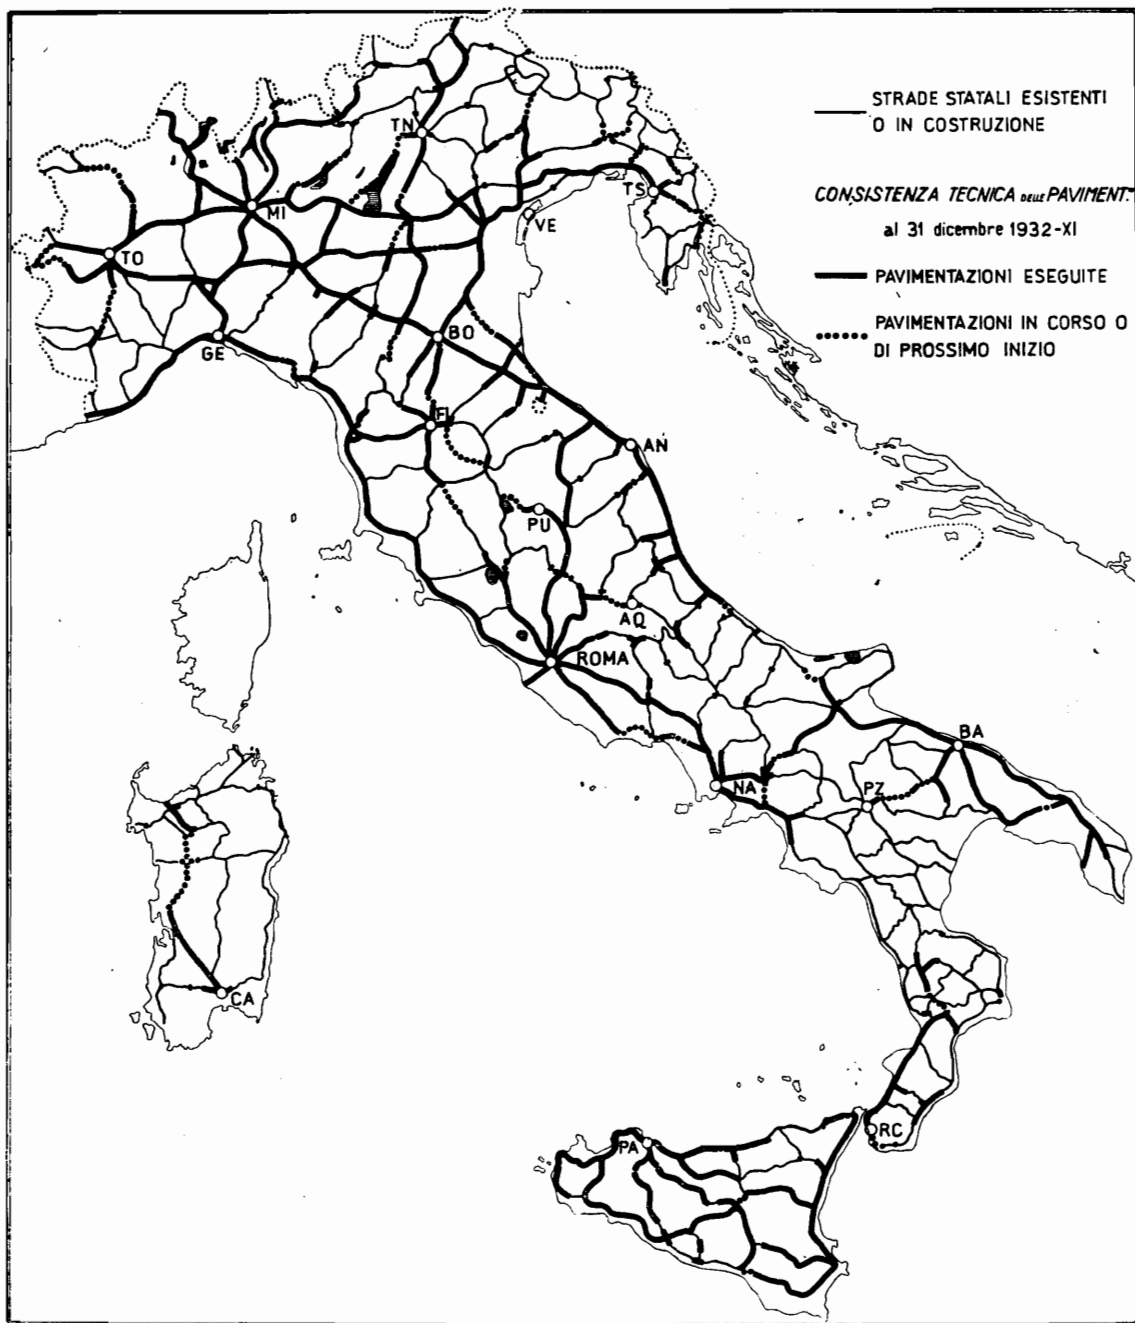 STRADE STATALI ESISTENTI
O IN COSTRUZIONE
CONSISTENZA TECNICA DELLE PAVIMENT.
al 31 dicembre 1932-XI
PAVIMENTAZIONI ESEGUITE
PAVIMENTAZIONI IN CORSO O
DI PROSSIMO INIZIO
TN
TS
MI
VE
TO
BO
GE
FI
AN
PU
AQ
ROMA
BA
NA
PZ
CA
RC
PA